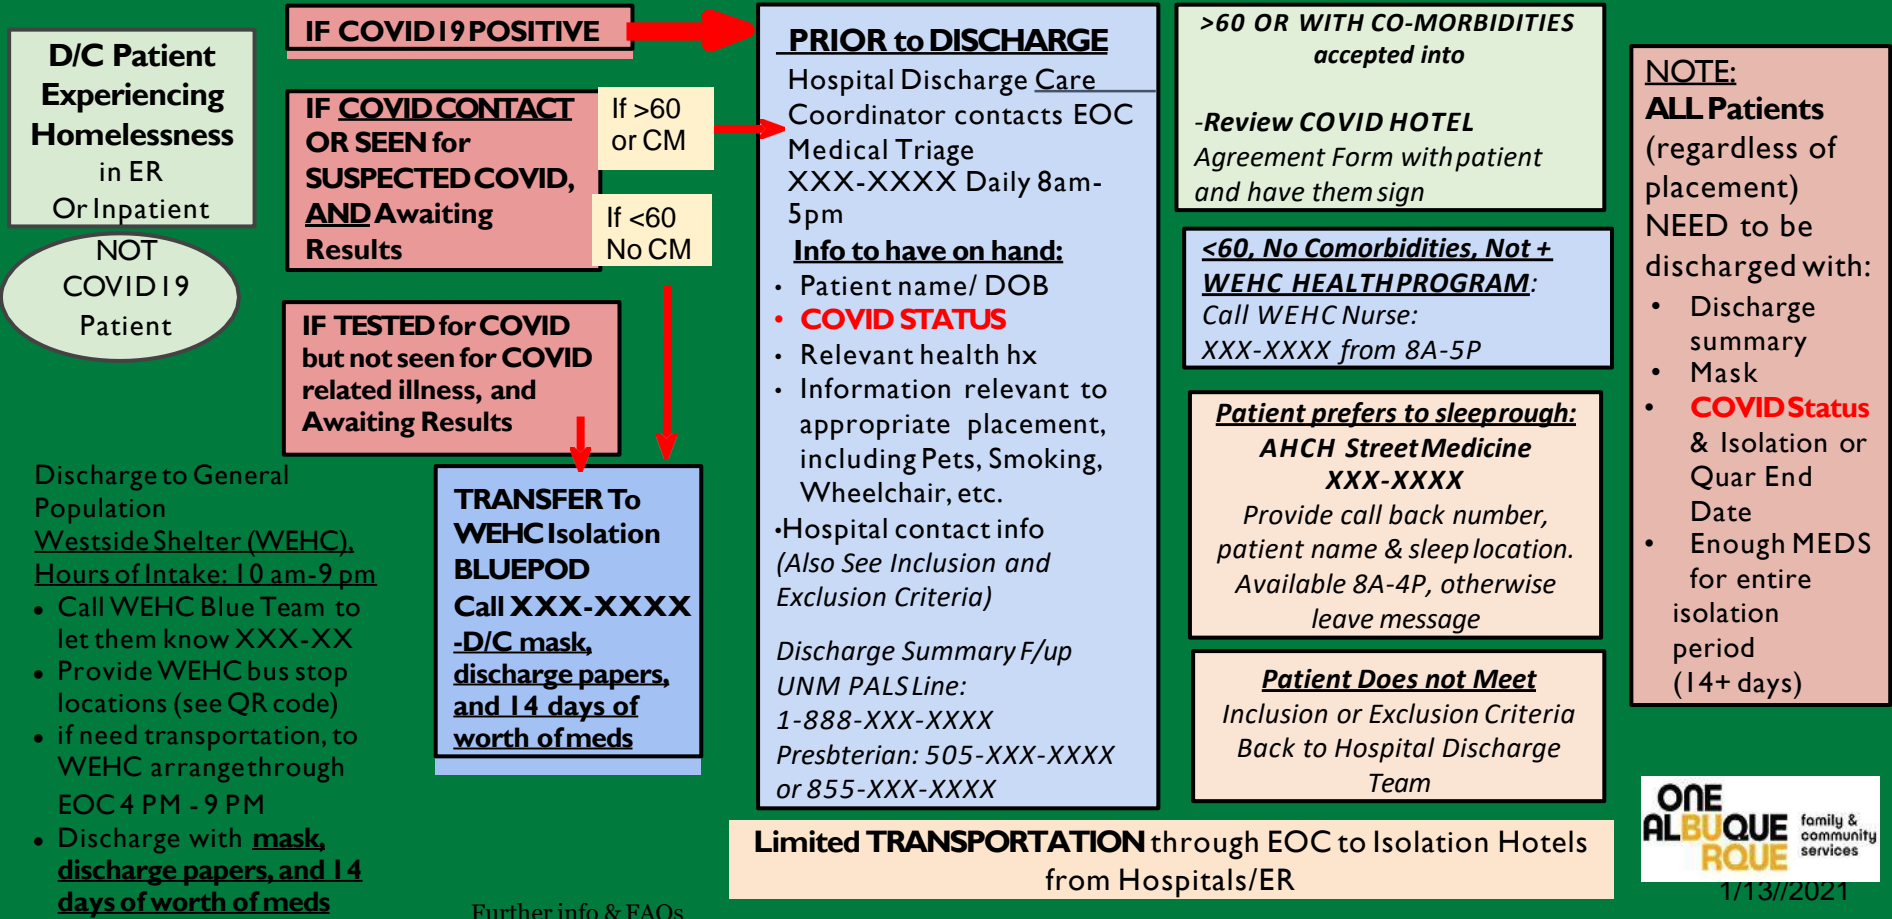 D/C Patient
Experiencing
Homelessness
in ER
Or Inpatient
NOT
COVID19
Patient
Discharge to General
Population
Westside Shelter (WEHC),
Hours of Intake: 10 am-9 pm
• Call WEHC Blue Team to
let them know XXX-XX
• Provide WEHC bus stop
locations (see QR code)
• if need transportation, to
WEHC arrange through
EOC 4 PM - 9 PM
• Discharge with mask,
discharge papers, and 14
days of worth of meds
IF COVID19 POSITIVE
IF COVID CONTACT
OR SEEN for
SUSPECTED COVID,
AND Awaiting
Results
If >60
or CM
If <60
No CM
IF TESTED for COVID
but not seen for COVID
related illness, and
Awaiting Results
TRANSFER To
WEHC Isolation
BLUEPOD
Call XXX-XXXX
-D/C mask,
discharge papers,
and 14 days of
worth of meds
Further info & FAQs
PRIOR to DISCHARGE
Hospital Discharge Care
Coordinator contacts EOC
Medical Triage
XXX-XXXX Daily 8am-
5pm
Info to have on hand:
• Patient name/ DOB
• COVID STATUS
• Relevant health hx
• Information relevant to
appropriate placement,
including Pets, Smoking,
Wheelchair, etc.
•Hospital contact info
(Also See Inclusion and
Exclusion Criteria)
Discharge Summary F/up
UNM PALS Line:
1-888-XXX-XXXX
Presbterian: 505-XXX-XXXX
or 855-XXX-XXXX
>60 OR WITH CO-MORBIDITIES
accepted into
-Review COVID HOTEL
Agreement Form with patient
and have them sign
<60, No Comorbidities, Not +
WEHC HEALTH PROGRAM:
Call WEHC Nurse:
XXX-XXXX from 8A-5P
Patient prefers to sleep rough:
AHCH Street Medicine
XXX-XXXX
Provide call back number,
patient name & sleep location.
Available 8A-4P, otherwise
leave message
Patient Does not Meet
Inclusion or Exclusion Criteria
Back to Hospital Discharge
Team
Limited TRANSPORTATION through EOC to Isolation Hotels
from Hospitals/ER
NOTE:
ALL Patients
(regardless of
placement)
NEED to be
discharged with:
• Discharge
summary
• Mask
• COVID Status
& Isolation or
Quar End
Date
• Enough MEDS
for entire
isolation
period
(14+ days)
ONE
ALBUQUE
RQUE
family &
community
services
1/13//2021